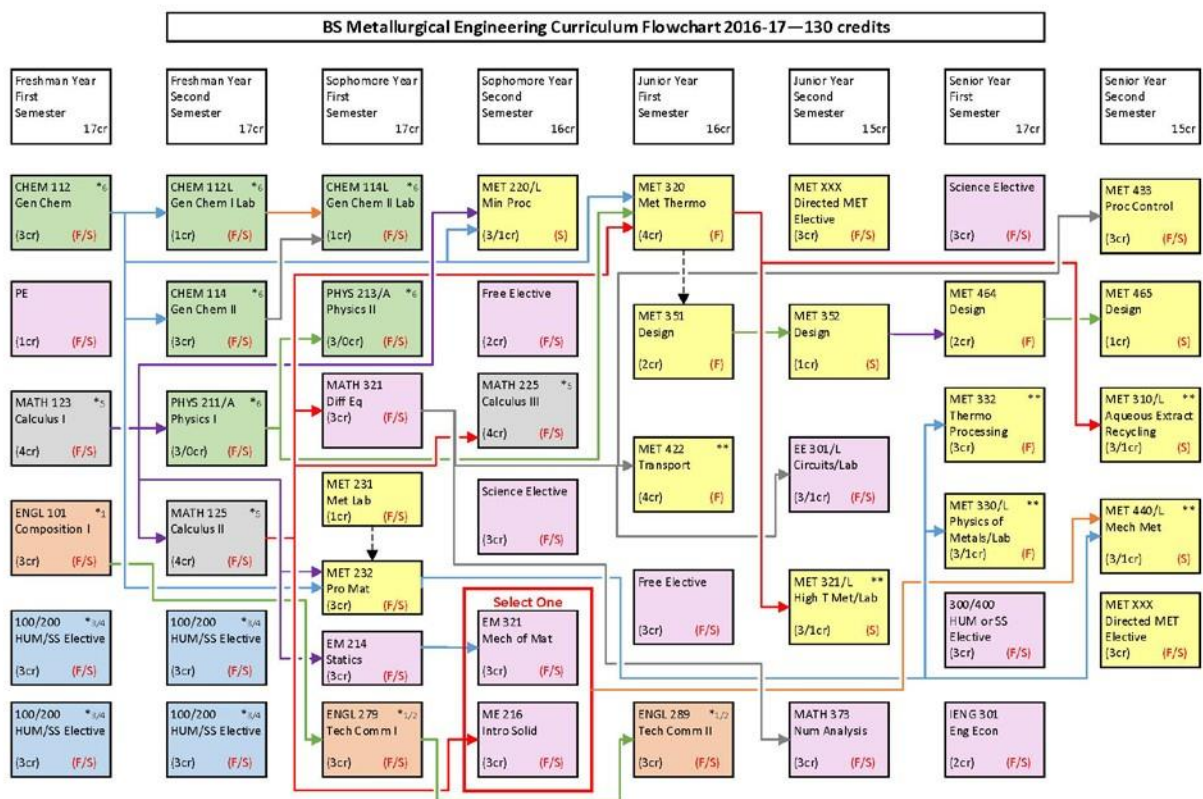 BS Metallurgical Engineering Curriculum Flowchart 2016-17—130 credits
Freshman Year
First
Semester
17cr
Freshman Year
Second
Semester
17cr
Sophomore Year
First
Semester
17cr
Sophomore Year
Second
Semester
16cr
Junior Year
First
Semester
16cr
Junior Year
Second
Semester
15cr
Senior Year
First
Semester
17cr
Senior Year
Second
Semester
15cr
CHEM 112 *6
Gen Chem
(3cr) (F/S)
CHEM 112L *6
Gen Chem I Lab
(1cr) (F/S)
CHEM 114L *6
Gen Chem II Lab
(1cr) (F/S)
MET 220/L
Min Proc
(3/1cr) (S)
MET 320
Met Thermo
(4cr) (F)
MET XXX
Directed MET
Elective
(3cr) (F/S)
Science Elective
(3cr) (F/S)
MET 433
Proc Control
(3cr) (F/S)
PE
(1cr) (F/S)
CHEM 114 *6
Gen Chem II
(3cr) (F/S)
PHYS 213/A *6
Physics II
(3/0cr) (F/S)
Free Elective
(2cr) (F/S)
MET 351
Design
(2cr) (F)
MET 352
Design
(1cr) (S)
MET 464
Design
(2cr) (F)
MET 465
Design
(1cr) (S)
MATH 123 *5
Calculus I
(4cr) (F/S)
PHYS 211/A *6
Physics I
(3/0cr) (F/S)
MATH 321
Diff Eq
(3cr) (F/S)
MATH 225 *5
Calculus III
(4cr) (F/S)
MET 422 **
Transport
(4cr) (F)
EE 301/L
Circuits/Lab
(3/1cr) (F/S)
MET 332 **
Thermo
Processing
(3cr) (F)
MET 310/L **
Aqueous Extract
Recycling
(3/1cr) (S)
ENGL 101 *1
Composition I
(3cr) (F/S)
MATH 125 *5
Calculus II
(4cr) (F/S)
MET 231
Met Lab
(1cr) (F/S)
Science Elective
(3cr) (F/S)
MET 330/L **
Physics of
Metals/Lab
(3/1cr) (F)
MET 440/L **
Mech Met
(3/1cr) (S)
MET 232
Pro Mat
(3cr) (F/S)
Free Elective
(3cr) (F/S)
MET 321/L **
High T Met/Lab
(3/1cr) (S)
100/200 *3/4
HUM/SS Elective
(3cr) (F/S)
100/200 *3/4
HUM/SS Elective
(3cr) (F/S)
EM 214
Statics
(3cr) (F/S)
Select One
EM 321
Mech of Mat
(3cr) (F/S)
300/400
HUM or SS
Elective
(3cr) (F/S)
MET XXX
Directed MET
Elective
(3cr) (F/S)
100/200 *3/4
HUM/SS Elective
(3cr) (F/S)
100/200 *3/4
HUM/SS Elective
(3cr) (F/S)
ENGL 279 *1/2
Tech Comm I
(3cr) (F/S)
ME 216
Intro Solid
(3cr) (F/S)
ENGL 289 *1/2
Tech Comm II
(3cr) (F/S)
MATH 373
Num Analysis
(3cr) (F/S)
IENG 301
Eng Econ
(2cr) (F/S)